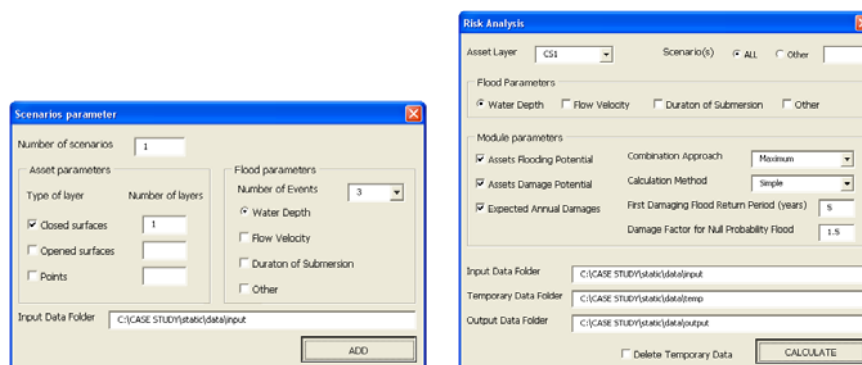 Scenarios parameter
Number of scenarios 1
Asset parameters
Type of layer Number of layers
Closed surfaces 1
Opened surfaces
Points
Flood parameters
Number of Events 3
Water Depth
Flow Velocity
Duraton of Submersion
Other
Input Data Folder C:\CASE STUDY\static\data\input
ADD
Risk Analysis
Asset Layer CS1 Scenario(s) ALL Other
Flood Parameters
Water Depth Flow Velocity Duraton of Submersion Other
Module parameters
Assets Flooding Potential Combination Approach Maximum
Assets Damage Potential Calculation Method Simple
Expected Annual Damages First Damaging Flood Return Period (years) 5
Damage Factor for Null Probability Flood 1.5
Input Data Folder C:\CASE STUDY\static\data\input
Temporary Data Folder C:\CASE STUDY\static\data\temp
Output Data Folder C:\CASE STUDY\static\data\output
Delete Temporary Data CALCULATE